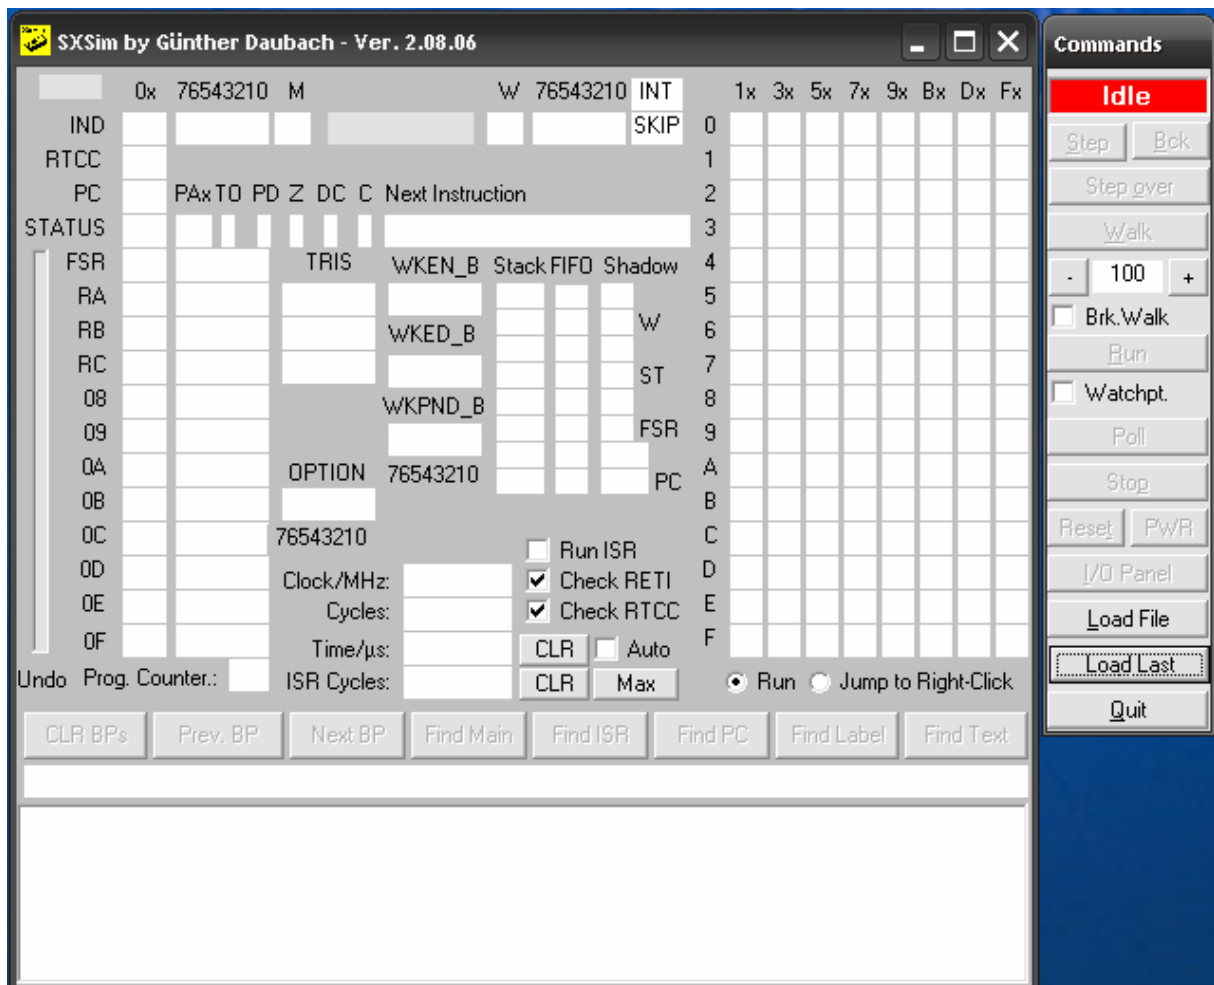 SXSim by Günther Daubach - Ver. 2.08.06
0x 76543210 M W 76543210 INT 1x 3x 5x 7x 9x Bx Dx Fx
IND SKIP 0
RTCC 1
PC PAx TO PD Z DC C Next Instruction 2
STATUS 3
FSR TRIS WKEN_B Stack FIFO Shadow 4
RA 5
RB WKED_B W 6
RC ST 7
08 WKPND_B 8
09 FSR 9
0A OPTION 76543210 PC A
0B B
0C 76543210 Run ISR C
0D Clock/MHz: Check RETI D
0E Cycles: Check RTCC E
0F Time/µs: CLR Auto F
Undo Prog. Counter.: ISR Cycles: CLR Max Run Jump to Right-Click
CLR BPs Prev. BP Next BP Find Main Find ISR Find PC Find Label Find Text
Commands
Idle
Step Bck
Step over
Walk
- 100 +
Brk.Walk
Run
Watchpt.
Poll
Stop
Reset PWR
I/O Panel
Load File
Load Last
Quit